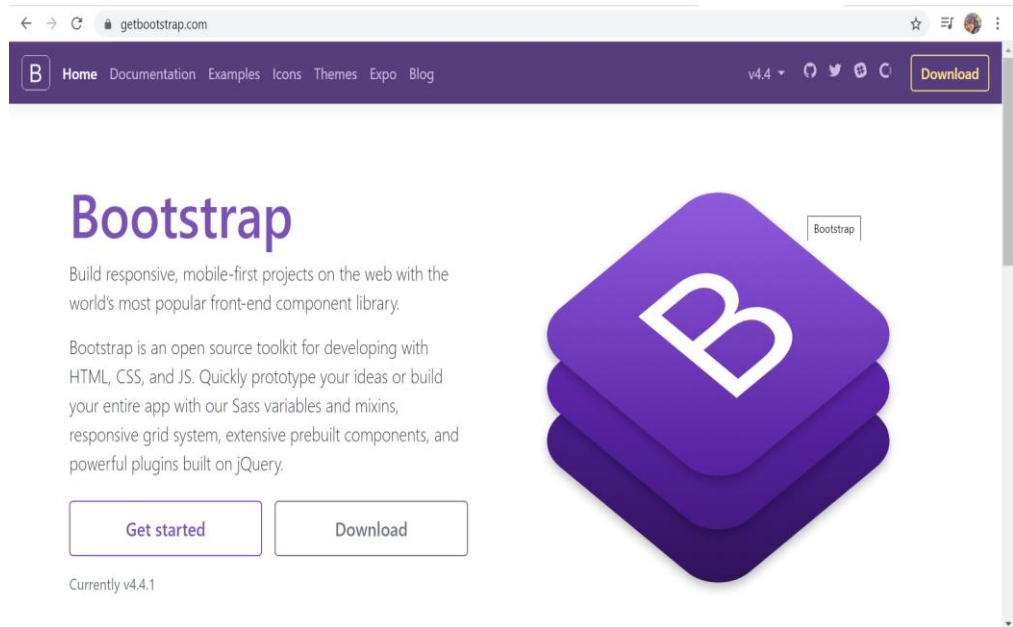 getbootstrap.com
B Home Documentation Examples Icons Themes Expo Blog v4.4 Download
Bootstrap
Build responsive, mobile-first projects on the web with the
world's most popular front-end component library.
Bootstrap is an open source toolkit for developing with
HTML, CSS, and JS. Quickly prototype your ideas or build
your entire app with our Sass variables and mixins,
responsive grid system, extensive prebuilt components, and
powerful plugins built on jQuery.
Get started Download
Currently v4.4.1
B
Bootstrap